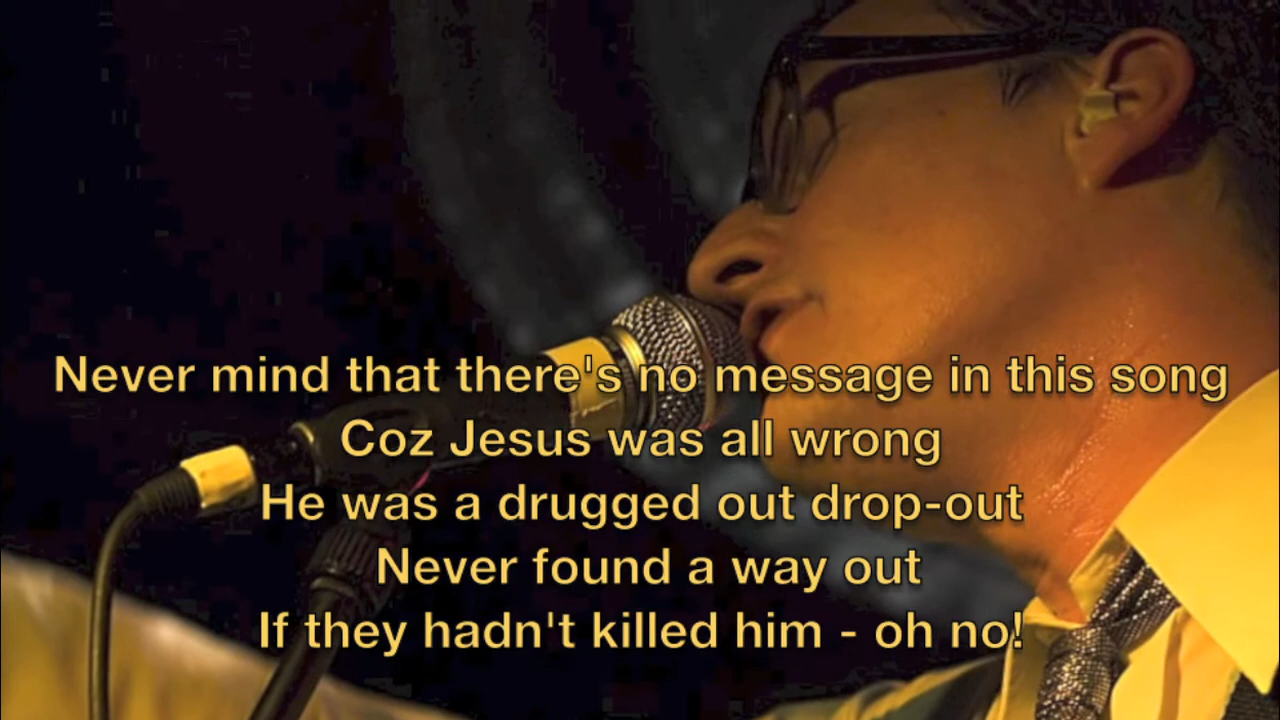 Never mind that there's no message in this song
Coz Jesus was all wrong
He was a drugged out drop-out
Never found a way out
If they hadn't killed him - oh no!